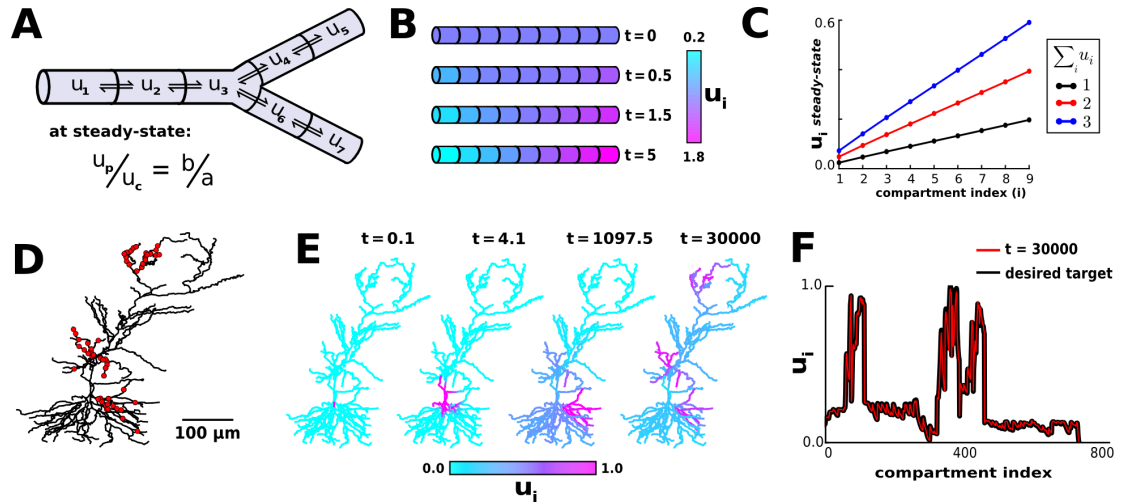 A
u₁ ⇌ u₂ ⇌ u₃ ⇌ u₄ ⇌ u₅
u₆ ⇌ u₇
at steady-state:
uₚ/u_c = b/a
B
t = 0
t = 0.5
t = 1.5
t = 5
0.2
uᵢ
1.8
C
0.6
uᵢ steady-state
0.0
1 2 3 4 5 6 7 8 9
compartment index (i)
∑ᵢ uᵢ
1
2
3
D
100 μm
E
t = 0.1
t = 4.1
t = 1097.5
t = 30000
0.0
1.0
uᵢ
F
t = 30000
desired target
1.0
uᵢ
0.0
0 400 800
compartment index